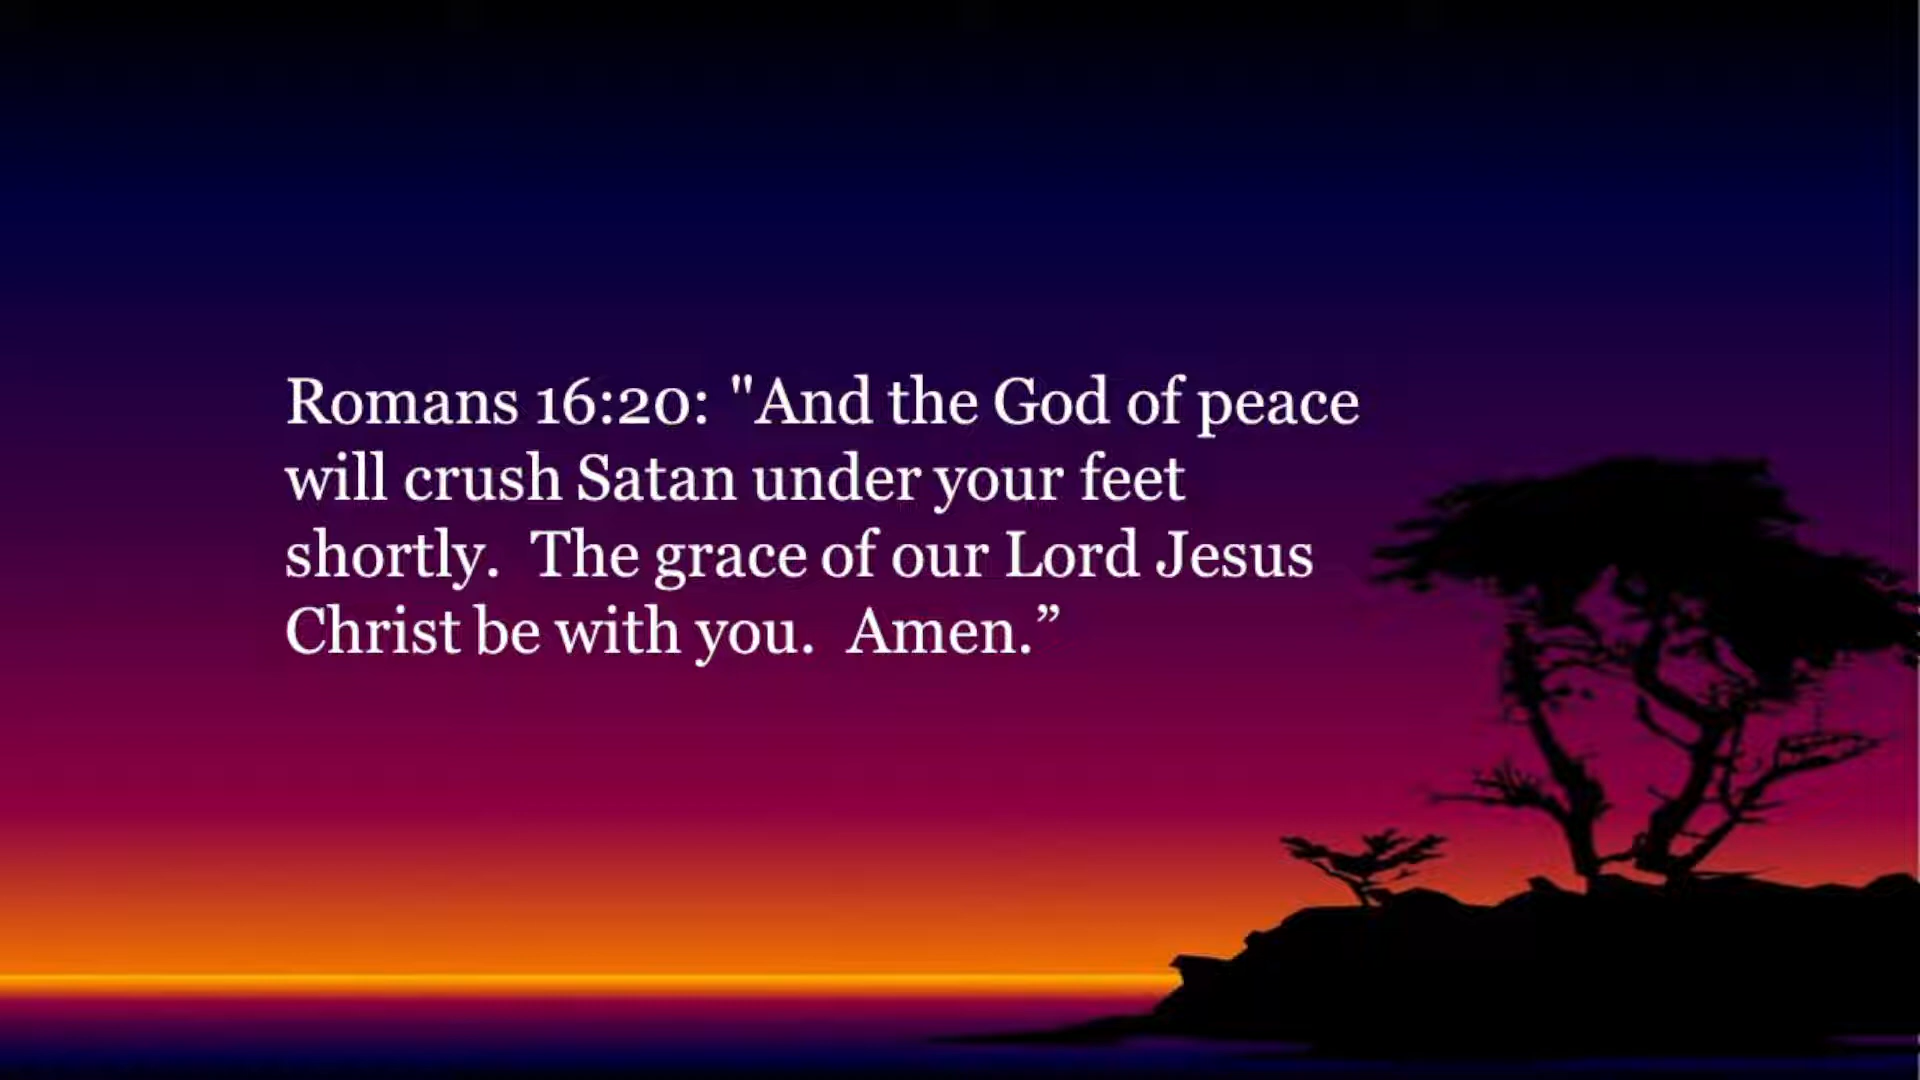 Romans 16:20: "And the God of peace
will crush Satan under your feet
shortly.  The grace of our Lord Jesus
Christ be with you.  Amen.”